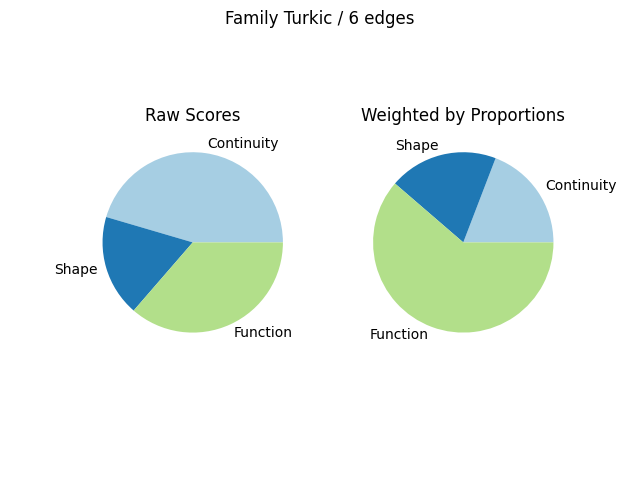 Family Turkic / 6 edges
Raw Scores
Continuity
Shape
Function
Weighted by Proportions
Shape
Continuity
Function